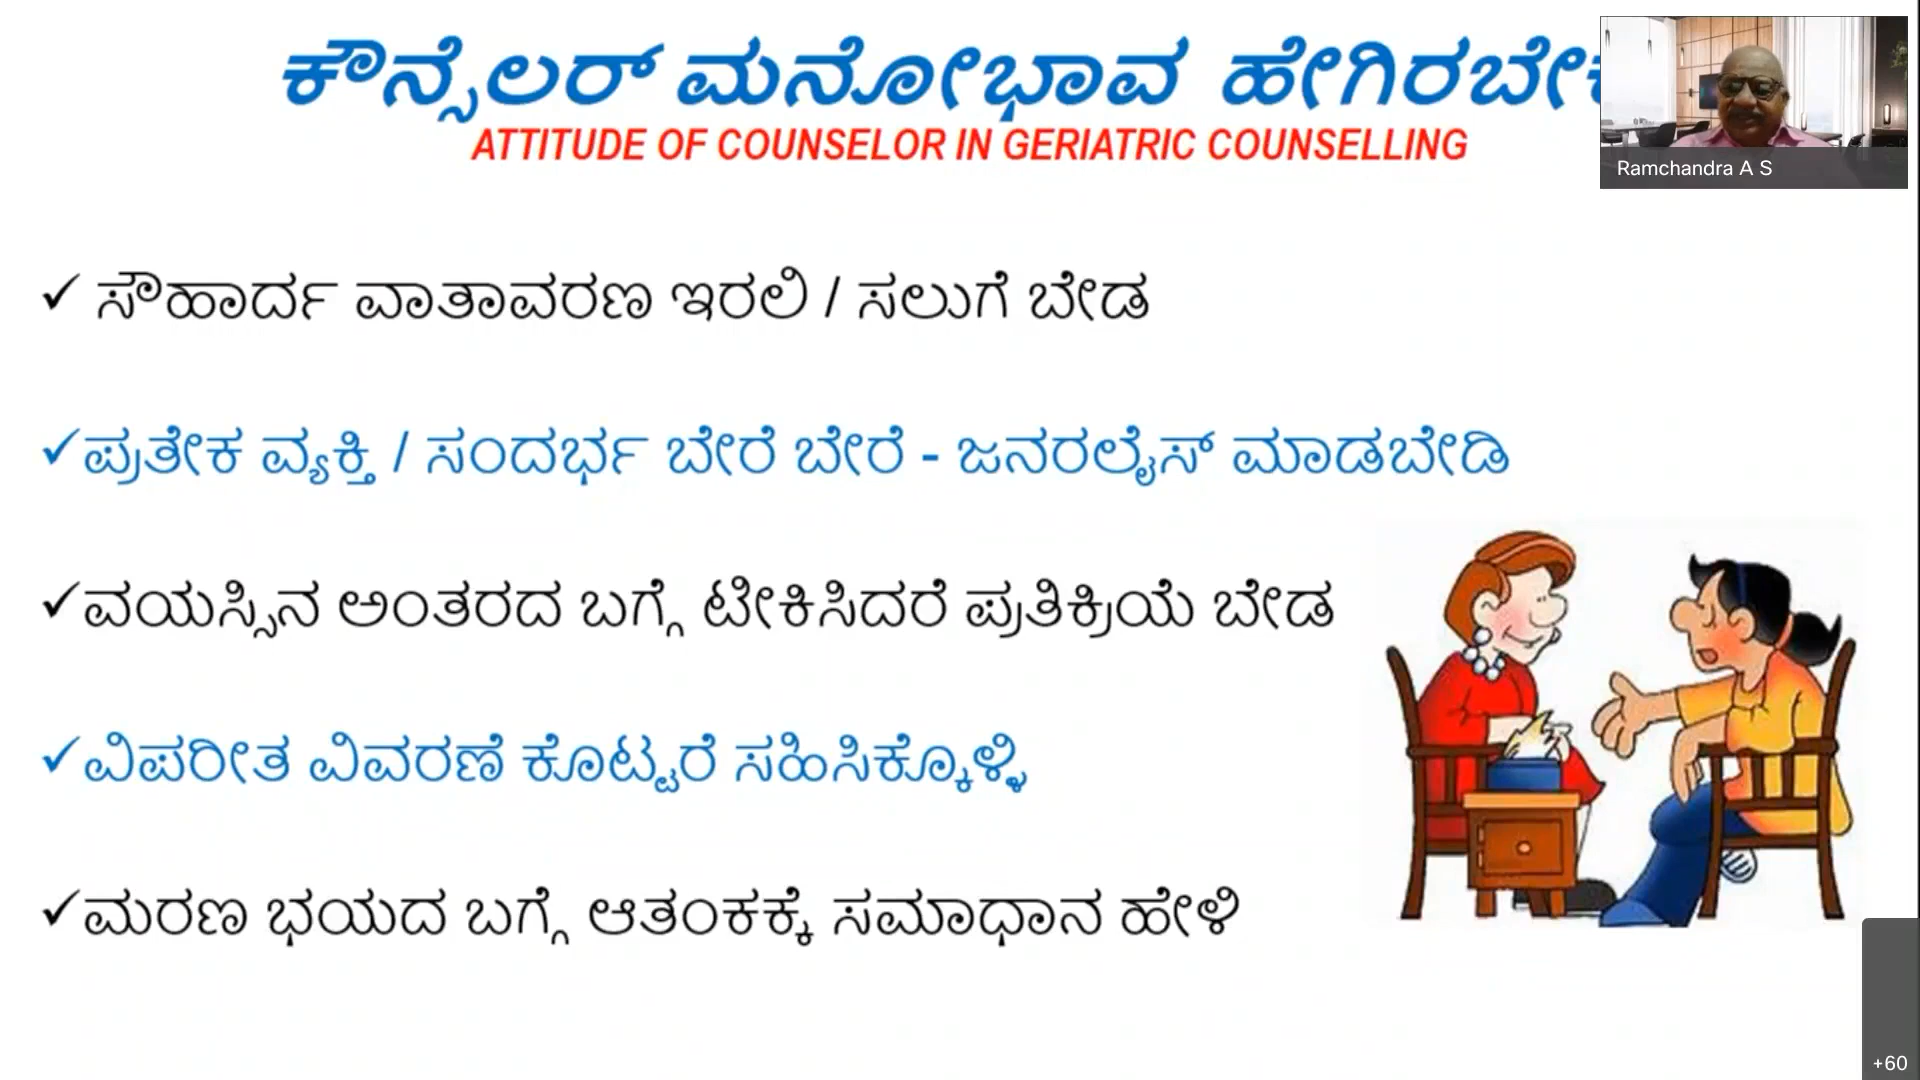 ಕೌನ್ಸೆಲರ್ ಮನೋಭಾವ ಹೇಗಿರಬೇಕ
ATTITUDE OF COUNSELOR IN GERIATRIC COUNSELLING
Ramchandra A S
✓ ಸೌಹಾರ್ದ ವಾತಾವರಣ ಇರಲಿ / ಸಲುಗೆ ಬೇಡ
✓ಪ್ರತೇಕ ವ್ಯಕ್ತಿ / ಸಂದರ್ಭ ಬೇರೆ ಬೇರೆ - ಜನರಲೈಸ್ ಮಾಡಬೇಡಿ
✓ವಯಸ್ಸಿನ ಅಂತರದ ಬಗ್ಗೆ ಟೀಕಿಸಿದರೆ ಪ್ರತಿಕ್ರಿಯೆ ಬೇಡ
✓ವಿಪರೀತ ವಿವರಣೆ ಕೊಟ್ಟರೆ ಸಹಿಸಿಕ್ಕೊಳ್ಳಿ
✓ಮರಣ ಭಯದ ಬಗ್ಗೆ ಆತಂಕಕ್ಕೆ ಸಮಾಧಾನ ಹೇಳಿ
+60